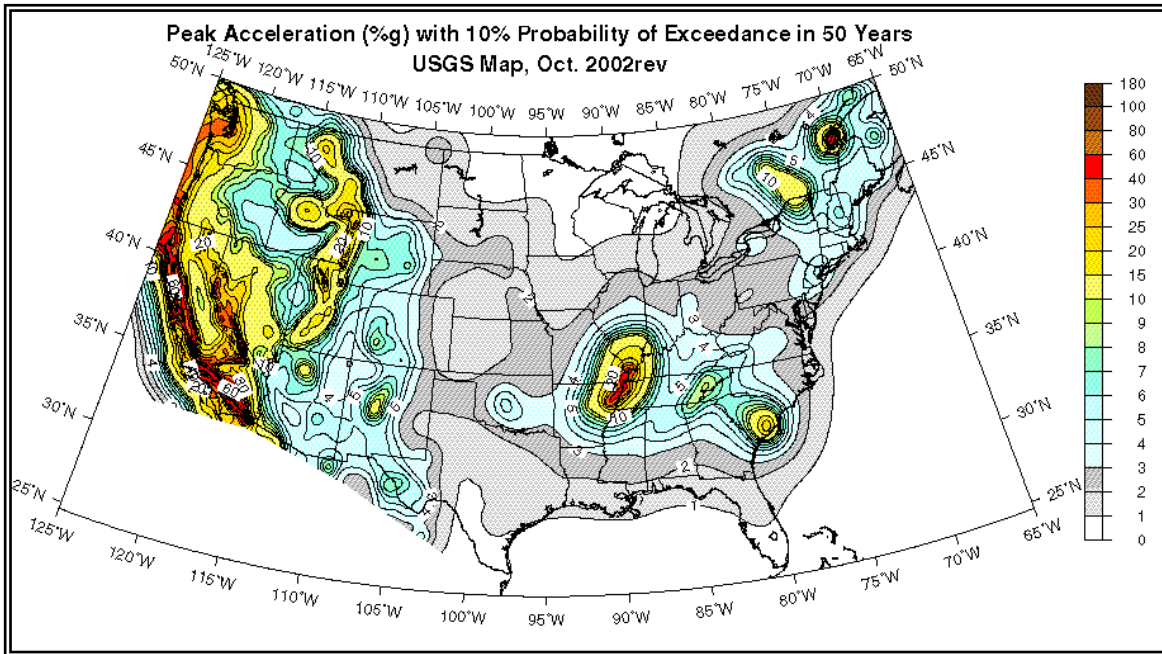 Peak Acceleration (%g) with 10% Probability of Exceedance in 50 Years
USGS Map, Oct. 2002rev
125°W 120°W 115°W 110°W 105°W 100°W 95°W 90°W 85°W 80°W 75°W 70°W 65°W
50°N 50°N
45°N 45°N
40°N 40°N
35°N 35°N
30°N 30°N
25°N 25°N
125°W 120°W 115°W 110°W 105°W 100°W 95°W 90°W 85°W 80°W 75°W 70°W 65°W
180
100
80
60
40
30
25
20
15
10
9
8
7
6
5
4
3
2
1
0